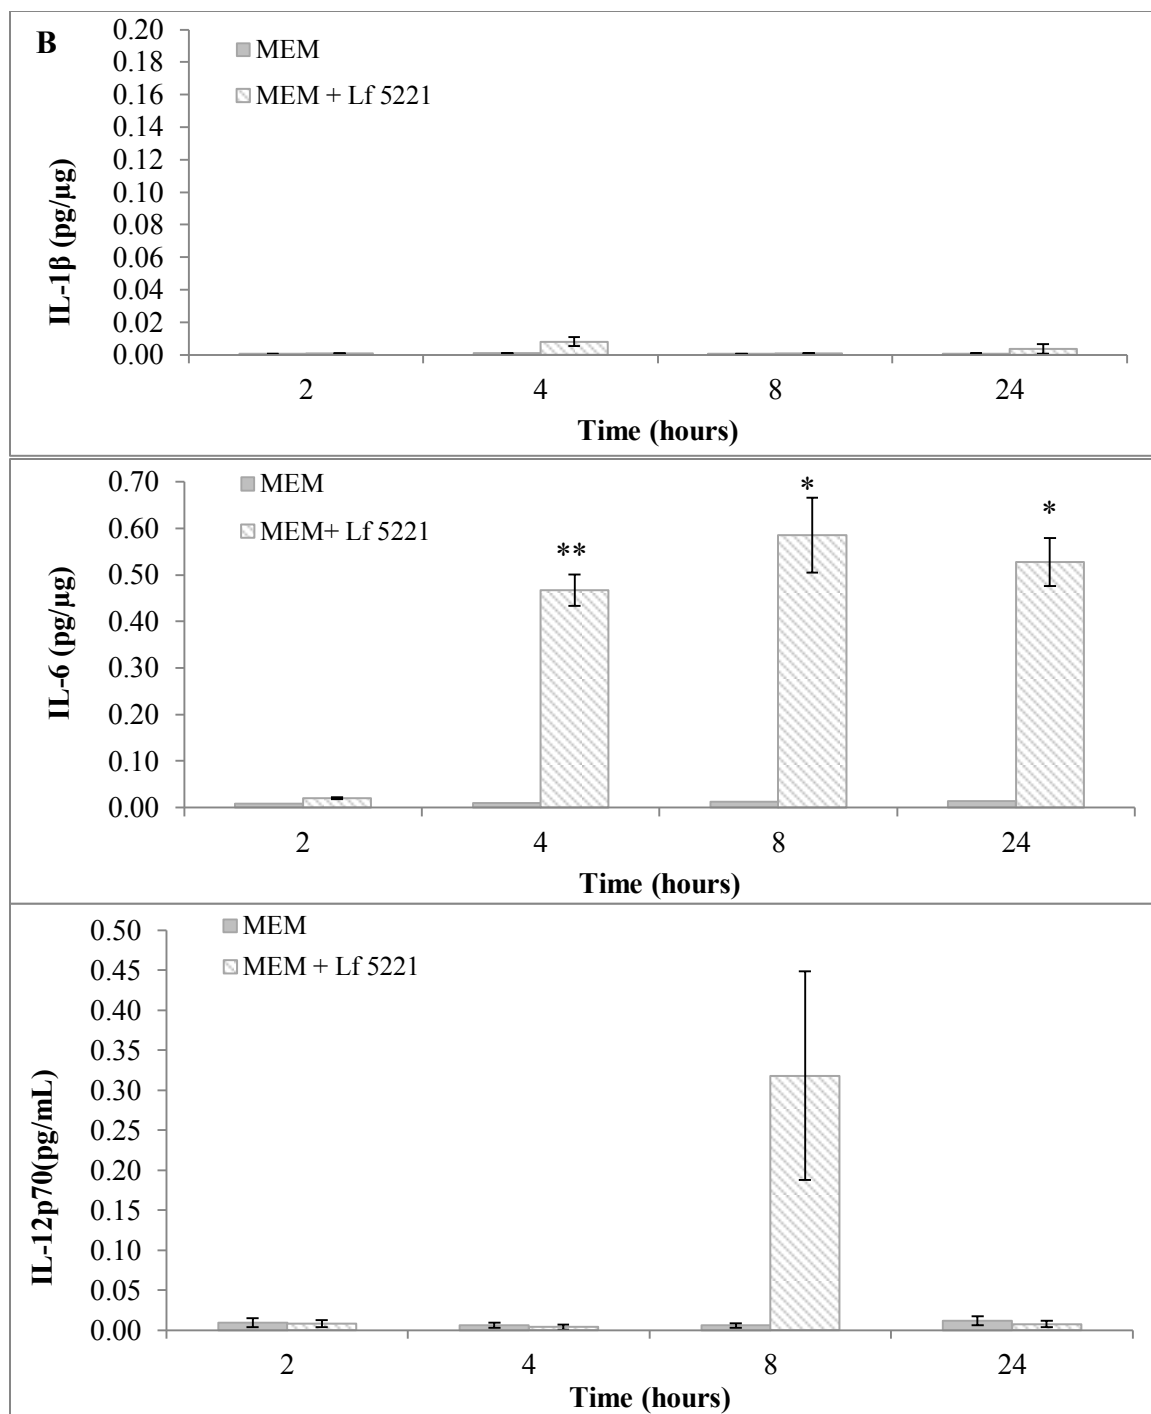 B
MEM
MEM + Lf 5221
IL-1β (pg/µg)
0.20
0.18
0.16
0.14
0.12
0.10
0.08
0.06
0.04
0.02
0.00
2 4 8 24
Time (hours)
MEM
MEM+ Lf 5221
IL-6 (pg/µg)
0.70
0.60
0.50
0.40
0.30
0.20
0.10
0.00
** * *
2 4 8 24
Time (hours)
MEM
MEM + Lf 5221
IL-12p70(pg/mL)
0.50
0.45
0.40
0.35
0.30
0.25
0.20
0.15
0.10
0.05
0.00
2 4 8 24
Time (hours)